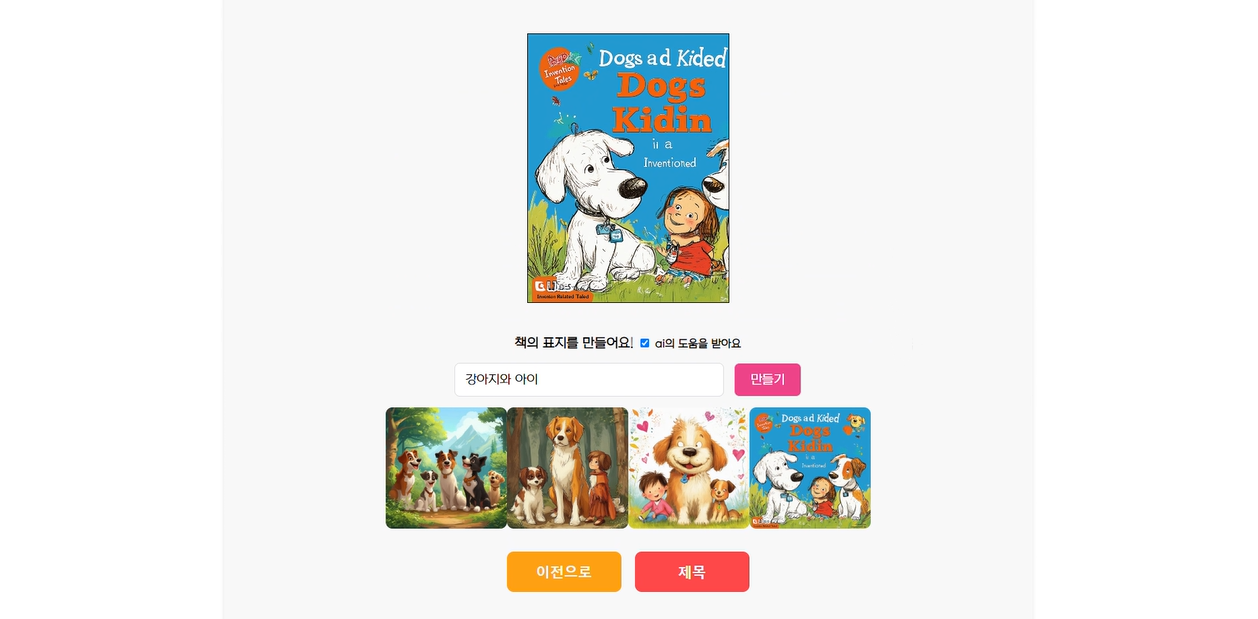 Invention
Tales
Dogs ad Kided
Dogs
Kidin
ii a
Inventioned
Invention Related Taled
책의 표지를 만들어요!
ai의 도움을 받아요
강아지와 아이
만들기
Dogs ad Kided
Dogs
Kidin
Inventioned
이전으로
제목